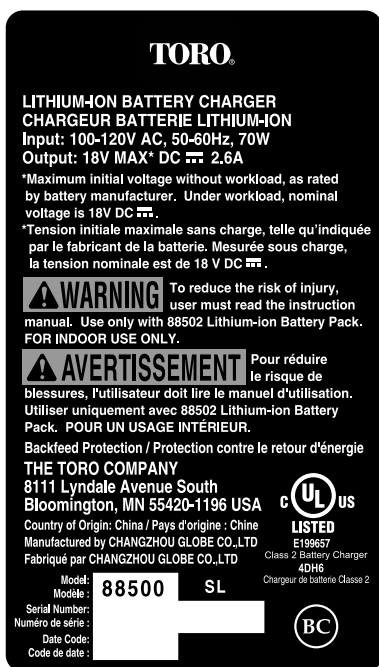 TORO®
LITHIUM-ION BATTERY CHARGER
CHARGEUR BATTERIE LITHIUM-ION
Input: 100-120V AC, 50-60Hz, 70W
Output: 18V MAX* DC ⎓ 2.6A
*Maximum initial voltage without workload, as rated
by battery manufacturer. Under workload, nominal
voltage is 18V DC ⎓.
*Tension initiale maximale sans charge, telle qu'indiquée
par le fabricant de la batterie. Mesurée sous charge,
la tension nominale est de 18 V DC ⎓.
WARNING To reduce the risk of injury,
user must read the instruction
manual. Use only with 88502 Lithium-ion Battery Pack.
FOR INDOOR USE ONLY.
AVERTISSEMENT Pour réduire
le risque de
blessures, l'utilisateur doit lire le manuel d'utilisation.
Utiliser uniquement avec 88502 Lithium-ion Battery
Pack. POUR UN USAGE INTÉRIEUR.
Backfeed Protection / Protection contre le retour d'énergie
THE TORO COMPANY
8111 Lyndale Avenue South
Bloomington, MN 55420-1196 USA
Country of Origin: China / Pays d'origine : Chine
Manufactured by CHANGZHOU GLOBE CO.,LTD
Fabriqué par CHANGZHOU GLOBE CO.,LTD
C UL US
LISTED
E199657
Class 2 Battery Charger
4DH6
Chargeur de batterie Classe 2
Model: 88500 SL
Modèle :
Serial Number:
Numéro de série :
Date Code:
Code de date :
BC